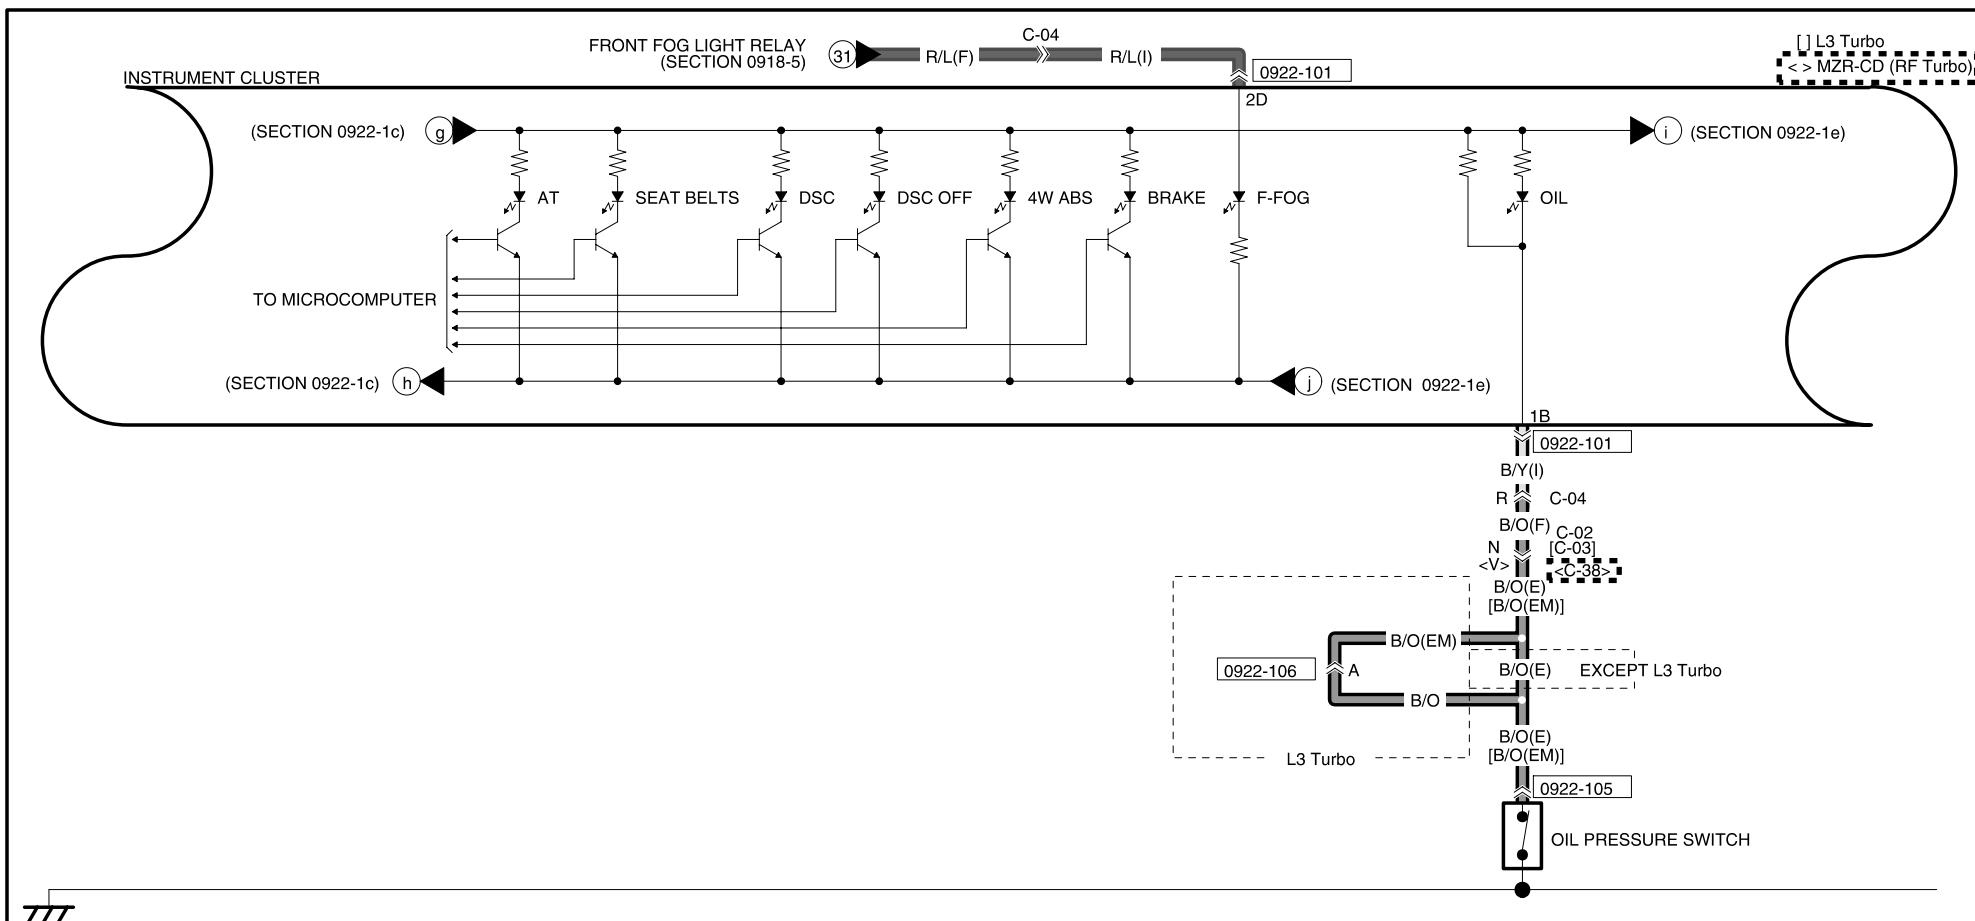 FRONT FOG LIGHT RELAY
(SECTION 0918-5)
31
R/L(F)
C-04
R/L(I)
0922-101
2D
[ ] L3 Turbo
< > MZR-CD (RF Turbo)
INSTRUMENT CLUSTER
(SECTION 0922-1c)
g
i
(SECTION 0922-1e)
AT
SEAT BELTS
DSC
DSC OFF
4W ABS
BRAKE
F-FOG
OIL
TO MICROCOMPUTER
(SECTION 0922-1c)
h
j
(SECTION 0922-1e)
1B
0922-101
B/Y(I)
R
C-04
B/O(F)
C-02
N
[C-03]
<V>
<C-38>
B/O(E)
[B/O(EM)]
B/O(EM)
0922-106
A
B/O(E)
EXCEPT L3 Turbo
B/O
B/O(E)
[B/O(EM)]
L3 Turbo
0922-105
OIL PRESSURE SWITCH